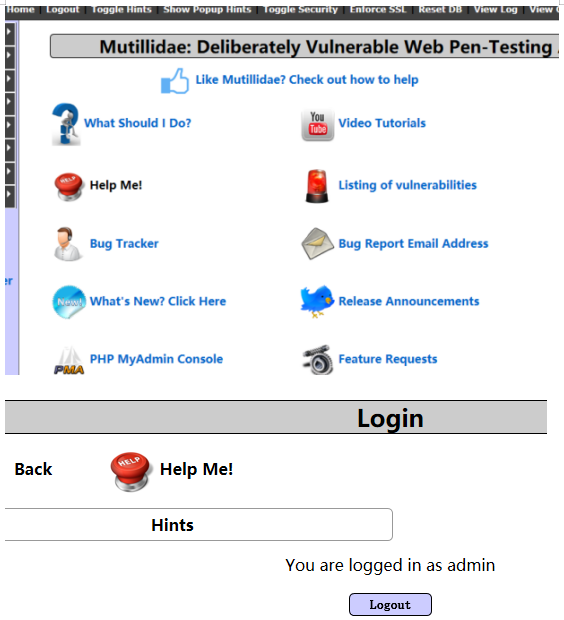 Home Logout Toggle Hints Show Popup Hints Toggle Security Enforce SSL Reset DB View Log View
Mutillidae: Deliberately Vulnerable Web Pen-Testing
Like Mutillidae? Check out how to help
What Should I Do?
You Tube
Video Tutorials
HELP
Help Me!
Listing of vulnerabilities
Bug Tracker
Bug Report Email Address
er
New!
What's New? Click Here
Release Announcements
PMA
PHP MyAdmin Console
Feature Requests
Login
Back
HELP
Help Me!
Hints
You are logged in as admin
Logout